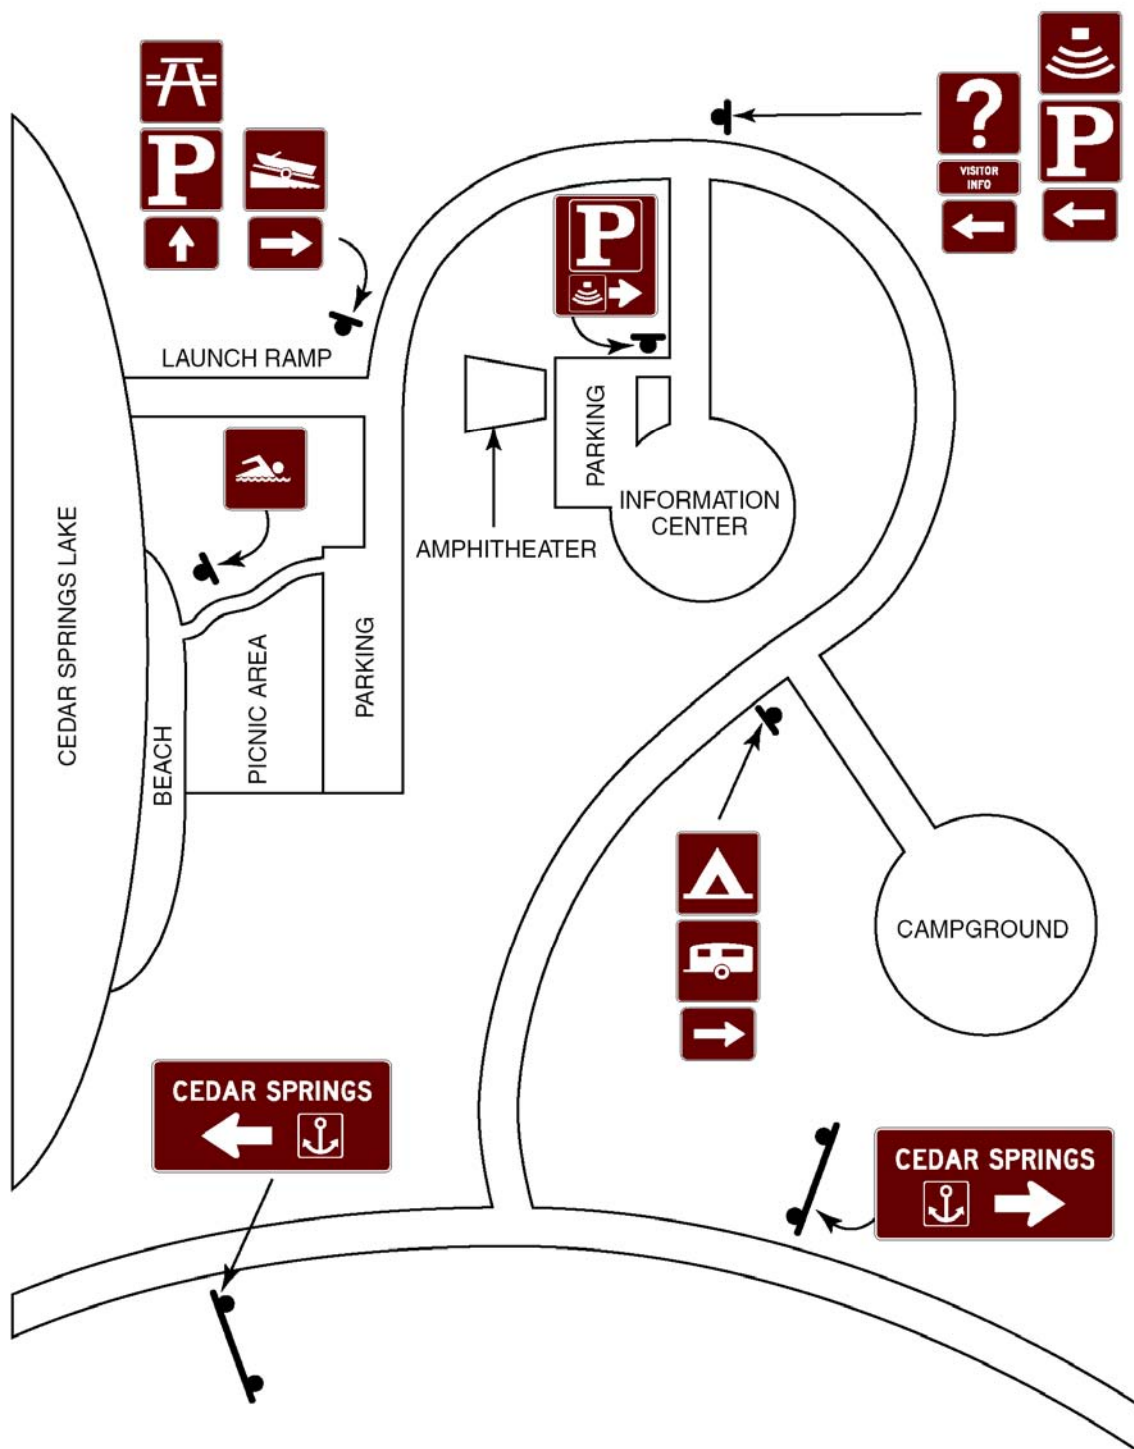 P
?
VISITOR
INFO
P
P
LAUNCH RAMP
PARKING
INFORMATION
CENTER
AMPHITHEATER
CEDAR SPRINGS LAKE
PICNIC AREA
PARKING
BEACH
CAMPGROUND
CEDAR SPRINGS
CEDAR SPRINGS